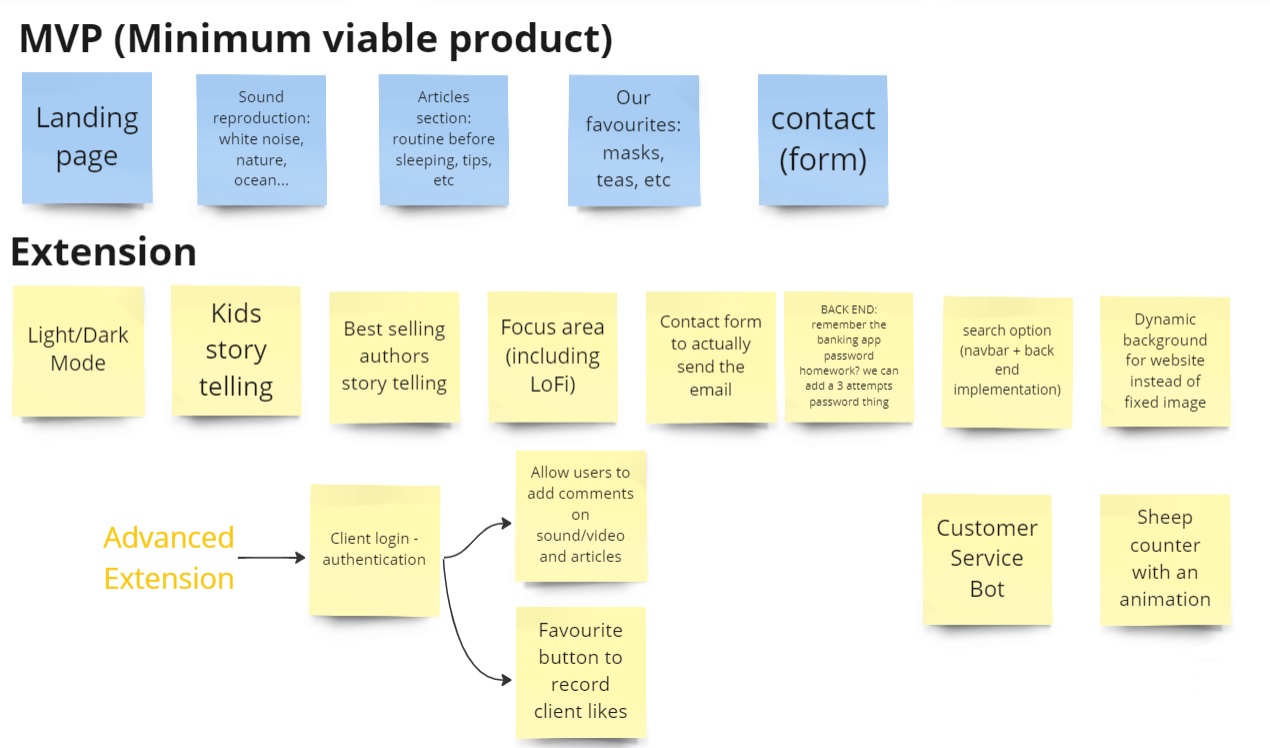 MVP (Minimum viable product)
Landing
page
Sound
reproduction:
white noise,
nature,
ocean...
Articles
section:
routine before
sleeping, tips,
etc
Our
favourites:
masks,
teas, etc
contact
(form)
Extension
Light/Dark
Mode
Kids
story
telling
Best selling
authors
story telling
Focus area
(including
LoFi)
Contact form
to actually
send the
email
BACK END:
remember the
banking app
password
homework? we can
add a 3 attempts
password thing
search option
(navbar + back
end
implementation)
Dynamic
background
for website
instead of
fixed image
Advanced
Extension
Client login -
authentication
Allow users to
add comments
on
sound/video
and articles
Favourite
button to
record
client likes
Customer
Service
Bot
Sheep
counter
with an
animation